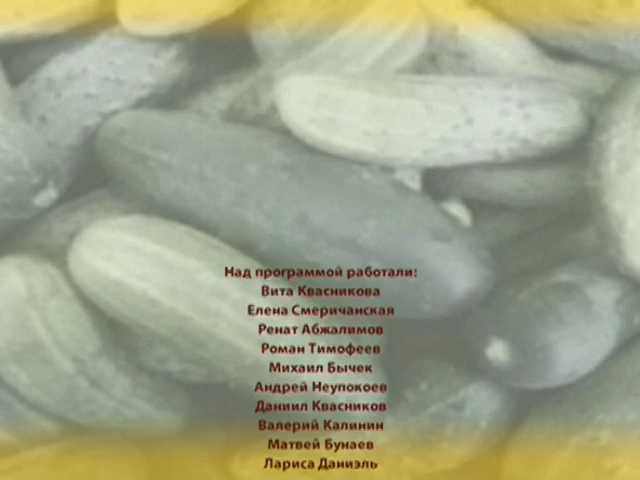 Над программой работали:
Вита Квасникова
Елена Смеричанская
Ренат Абжалимов
Роман Тимофеев
Михаил Бычек
Андрей Неупокоев
Даниил Квасников
Валерий Калинин
Матвей Бунаев
Лариса Даниэль